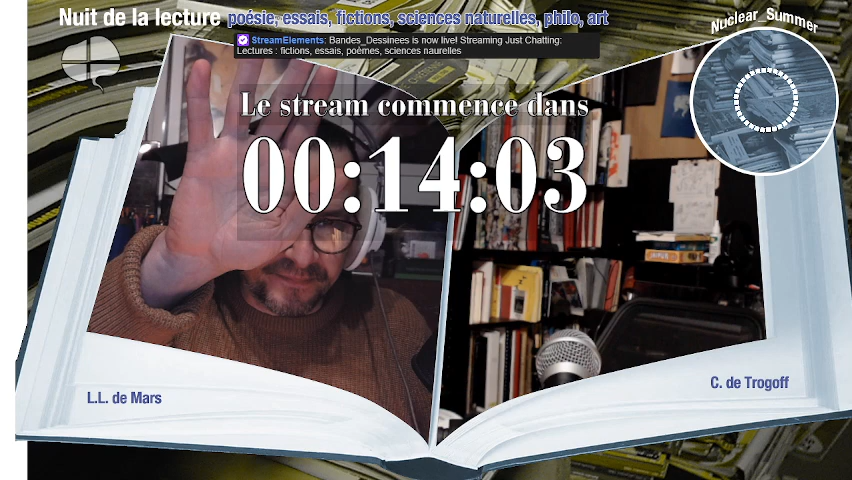 Nuit de la lecture poésie, essais, fictions, sciences naturelles, philo, art
Nuclear_Summer
StreamElements: Bandes_Dessinees is now live! Streaming Just Chatting:
Lectures : fictions, essais, poèmes, sciences naurelles
Le stream commence dans
00:14:03
L.L. de Mars
C. de Trogoff